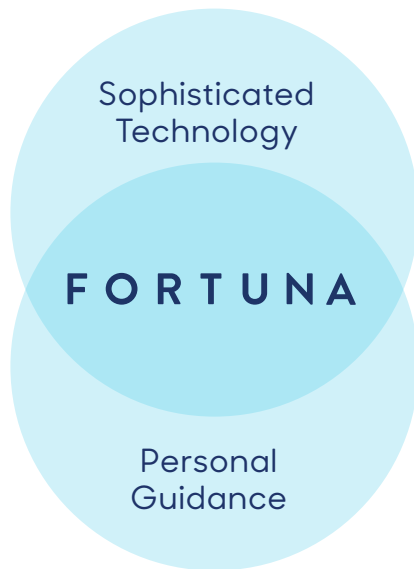 Sophisticated
Technology
FORTUNA
Personal
Guidance